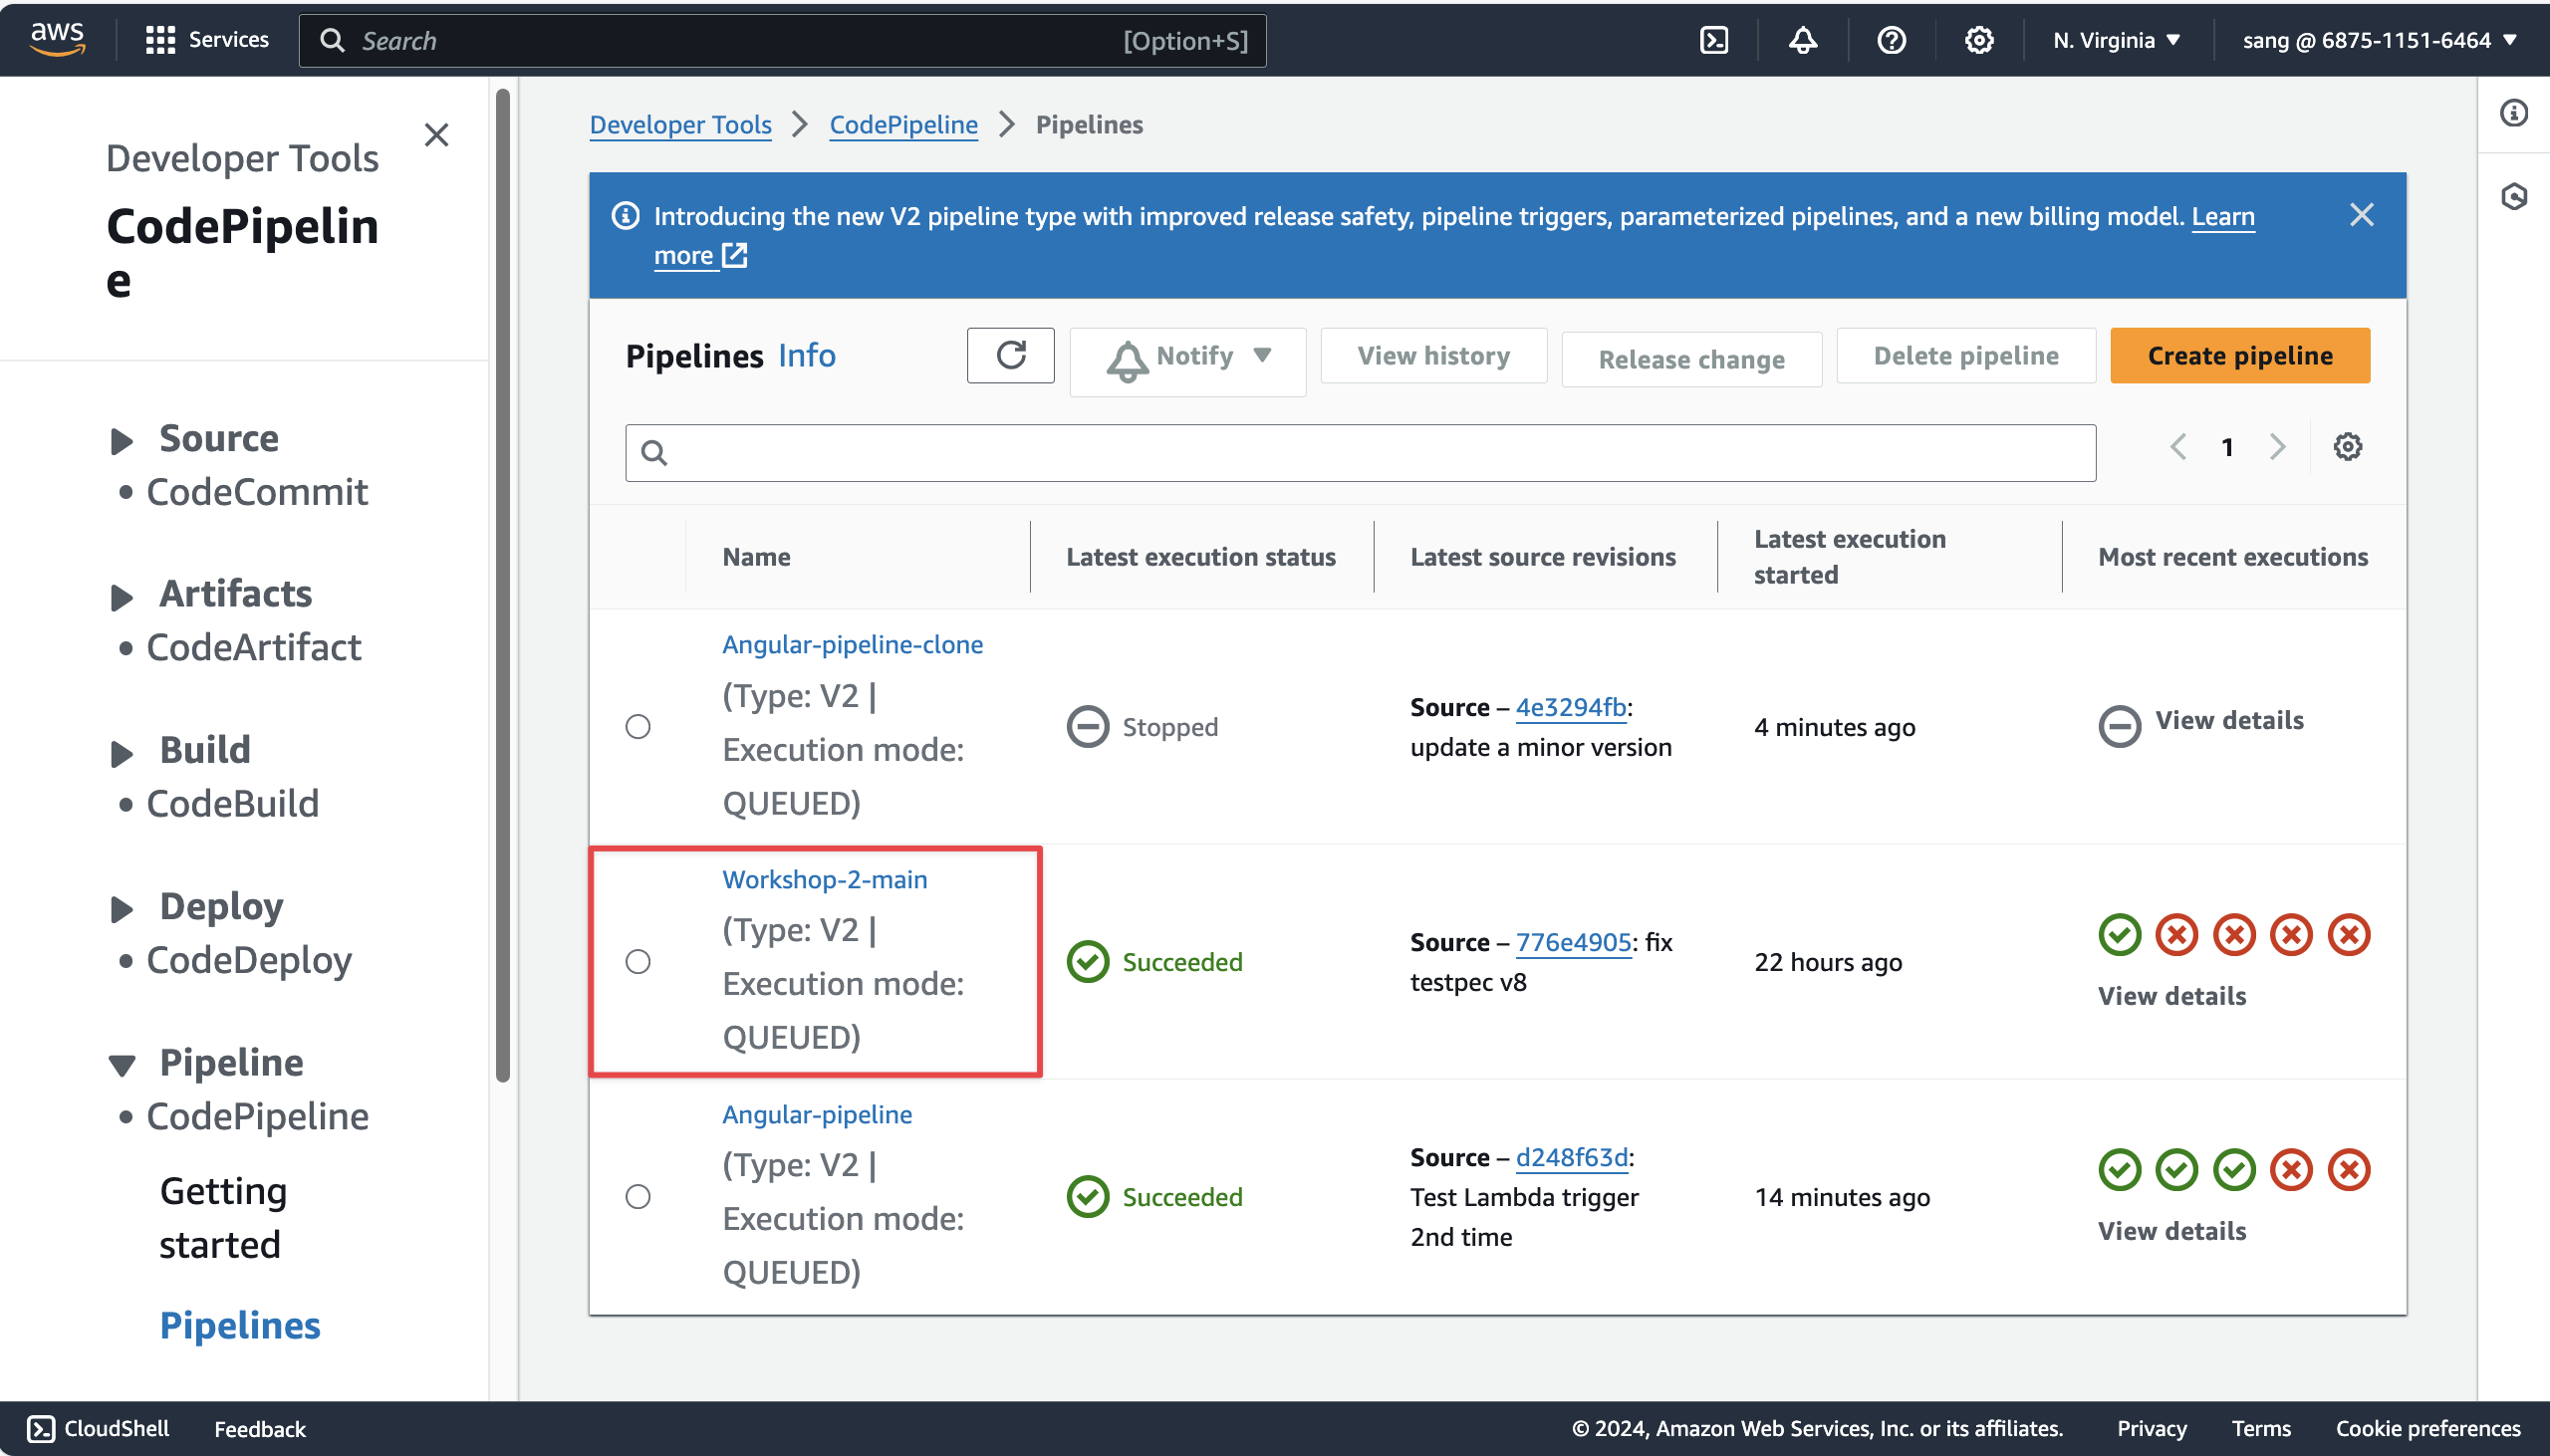 aws
Services
Search
[Option+S]
N. Virginia
sang @ 6875-1151-6464
Developer Tools
CodePipelin
e
Source
CodeCommit
Artifacts
CodeArtifact
Build
CodeBuild
Deploy
CodeDeploy
Pipeline
CodePipeline
Getting
started
Pipelines
Developer Tools
CodePipeline
Pipelines
Introducing the new V2 pipeline type with improved release safety, pipeline triggers, parameterized pipelines, and a new billing model. Learn
more
Pipelines Info
Notify
View history
Release change
Delete pipeline
Create pipeline
1
Name
Latest execution status
Latest source revisions
Latest execution
started
Most recent executions
Angular-pipeline-clone
(Type: V2 |
Execution mode:
QUEUED)
Stopped
Source – 4e3294fb:
update a minor version
4 minutes ago
View details
Workshop-2-main
(Type: V2 |
Execution mode:
QUEUED)
Succeeded
Source – 776e4905: fix
testpec v8
22 hours ago
View details
Angular-pipeline
(Type: V2 |
Execution mode:
QUEUED)
Succeeded
Source – d248f63d:
Test Lambda trigger
2nd time
14 minutes ago
View details
CloudShell
Feedback
© 2024, Amazon Web Services, Inc. or its affiliates.
Privacy
Terms
Cookie preferences